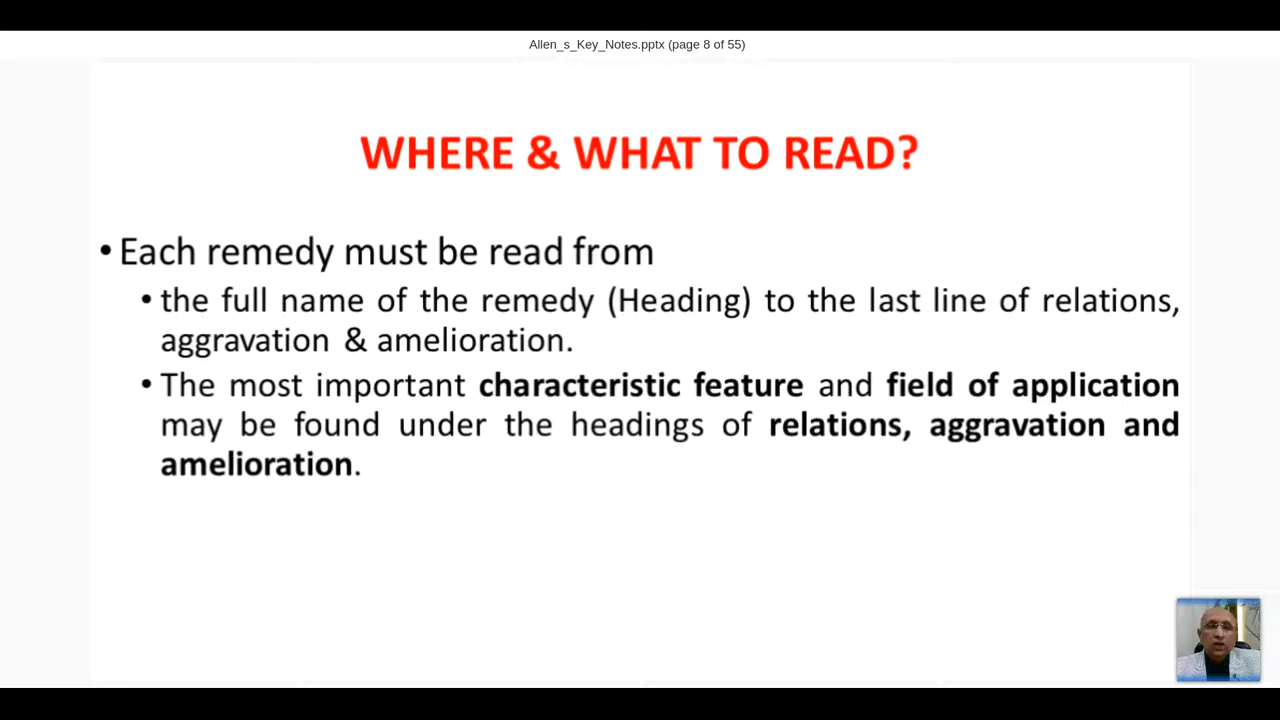 Allen_s_Key_Notes.pptx (page 8 of 55)
WHERE & WHAT TO READ?
• Each remedy must be read from
• the full name of the remedy (Heading) to the last line of relations,
aggravation & amelioration.
• The most important characteristic feature and field of application
may be found under the headings of relations, aggravation and
amelioration.